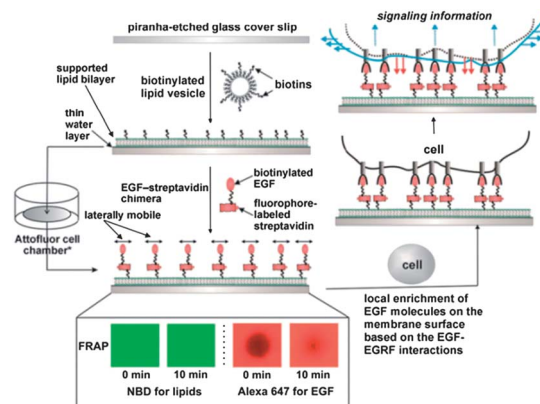 piranha-etched glass cover slip
signaling information
supported
lipid bilayer
biotinylated
lipid vesicle
biotins
thin
water
layer
cell
EGF–streptavidin
chimera
biotinylated
EGF
fluorophore-
labeled
streptavidin
laterally mobile
Attofluor cell
chamber*
cell
local enrichment of
EGF molecules on the
membrane surface
based on the EGF-
EGRF interactions
FRAP
0 min
10 min
0 min
10 min
NBD for lipids
Alexa 647 for EGF